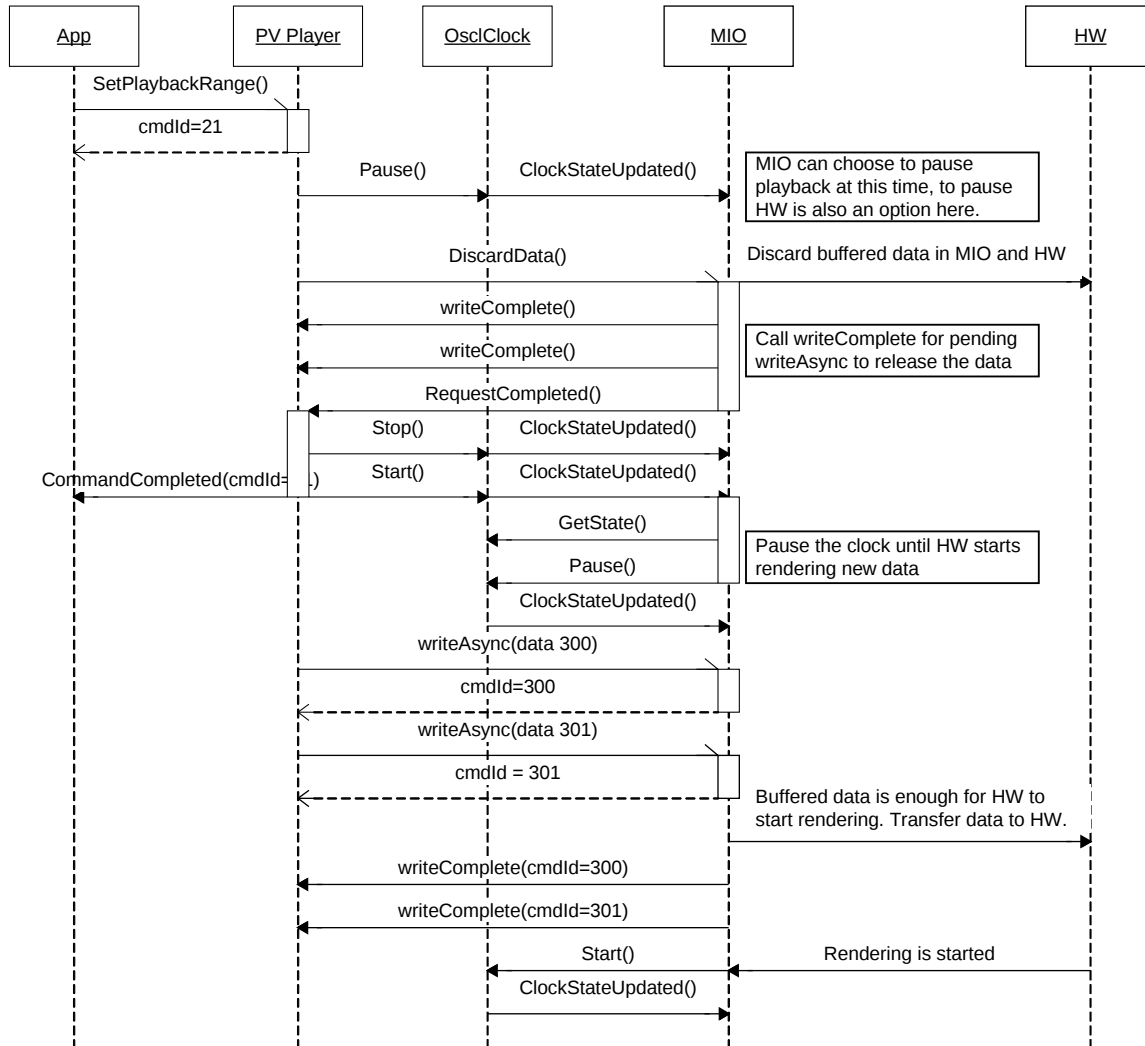 App
PV Player
OsclClock
MIO
HW
SetPlaybackRange()
cmdId=21
Pause()
ClockStateUpdated()
MIO can choose to pause
playback at this time, to pause
HW is also an option here.
DiscardData()
Discard buffered data in MIO and HW
writeComplete()
Call writeComplete for pending
writeAsync to release the data
writeComplete()
RequestCompleted()
Stop()
ClockStateUpdated()
CommandCompleted(cmdId= 1)
Start()
ClockStateUpdated()
GetState()
Pause the clock until HW starts
rendering new data
Pause()
ClockStateUpdated()
writeAsync(data 300)
cmdId=300
writeAsync(data 301)
cmdId = 301
Buffered data is enough for HW to
start rendering. Transfer data to HW.
writeComplete(cmdId=300)
writeComplete(cmdId=301)
Start()
Rendering is started
ClockStateUpdated()